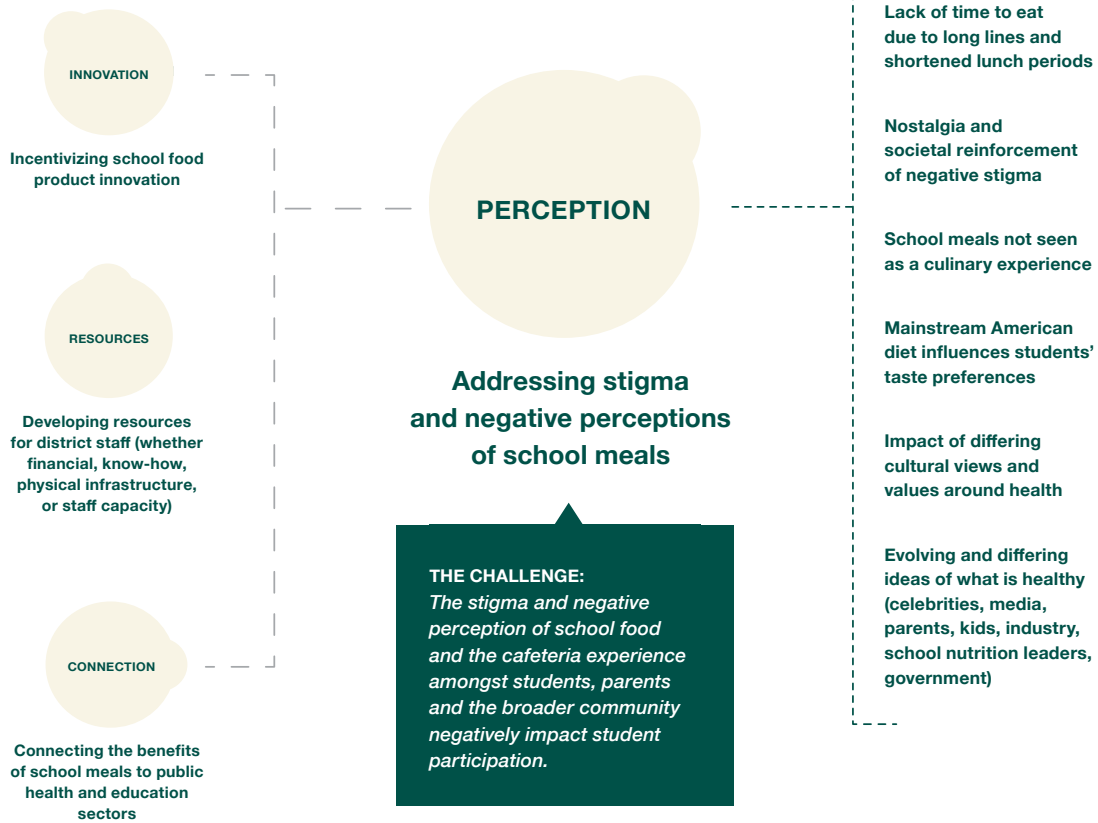 INNOVATION
Incentivizing school food
product innovation
RESOURCES
Developing resources
for district staff (whether
financial, know-how,
physical infrastructure,
or staff capacity)
CONNECTION
Connecting the benefits
of school meals to public
health and education
sectors
PERCEPTION
Addressing stigma
and negative perceptions
of school meals
THE CHALLENGE:
The stigma and negative
perception of school food
and the cafeteria experience
amongst students, parents
and the broader community
negatively impact student
participation.
Lack of time to eat
due to long lines and
shortened lunch periods
Nostalgia and
societal reinforcement
of negative stigma
School meals not seen
as a culinary experience
Mainstream American
diet influences students’
taste preferences
Impact of differing
cultural views and
values around health
Evolving and differing
ideas of what is healthy
(celebrities, media,
parents, kids, industry,
school nutrition leaders,
government)